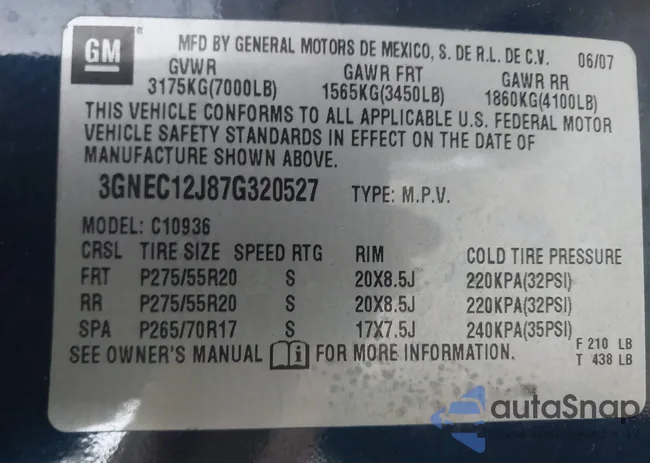 GM
MFD BY GENERAL MOTORS DE MEXICO, S. DE R.L. DE C.V. 06/07
GVWR GAWR FRT GAWR RR
3175KG(7000LB) 1565KG(3450LB) 1860KG(4100LB)
THIS VEHICLE CONFORMS TO ALL APPLICABLE U.S. FEDERAL MOTOR
VEHICLE SAFETY STANDARDS IN EFFECT ON THE DATE OF
MANUFACTURE SHOWN ABOVE.
3GNEC12J87G320527 TYPE: M.P.V.
MODEL: C10936
CRSL TIRE SIZE SPEED RTG RIM COLD TIRE PRESSURE
FRT P275/55R20 S 20X8.5J 220KPA(32PSI)
RR P275/55R20 S 20X8.5J 220KPA(32PSI)
SPA P265/70R17 S 17X7.5J 240KPA(35PSI)
SEE OWNER'S MANUAL i FOR MORE INFORMATION.
F 210 LB
T 438 LB
autaSnap